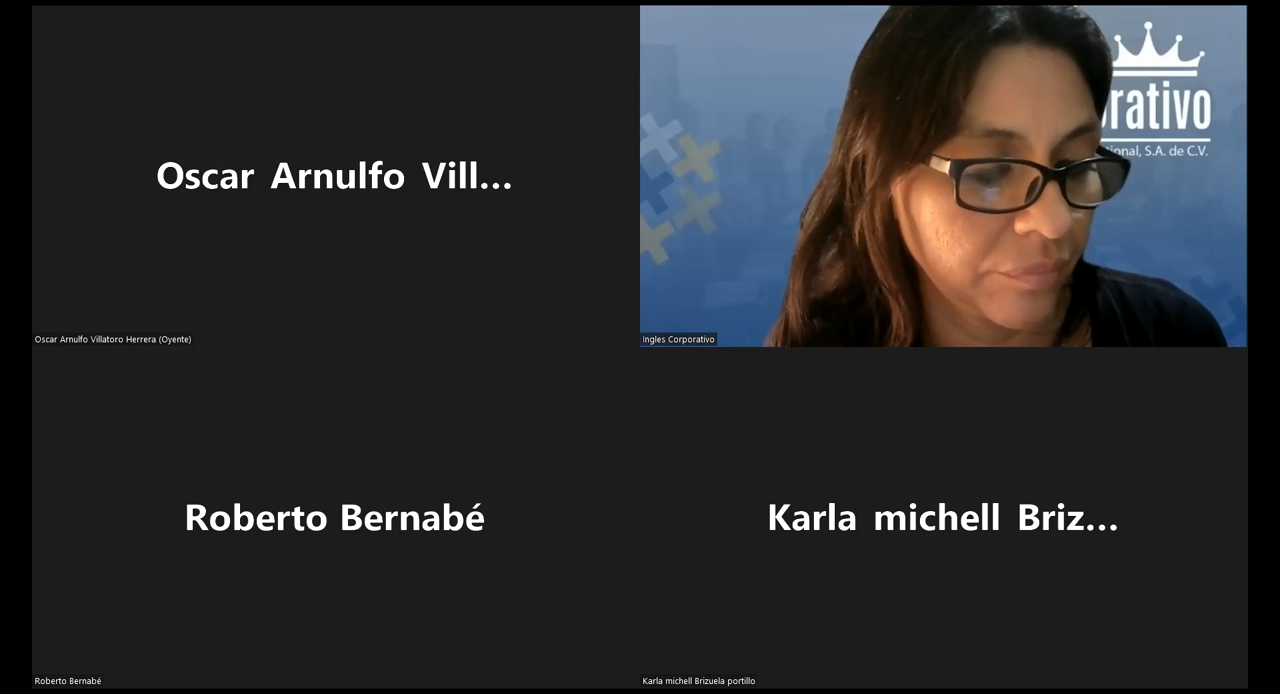 Oscar Arnulfo Vill...
Oscar Arnulfo Villatoro Herrera (Oyente)
rativo
ional, S.A. de C.V.
Ingles Corporativo
Roberto Bernabé
Roberto Bernabé
Karla michell Briz...
Karla michell Brizuela portillo